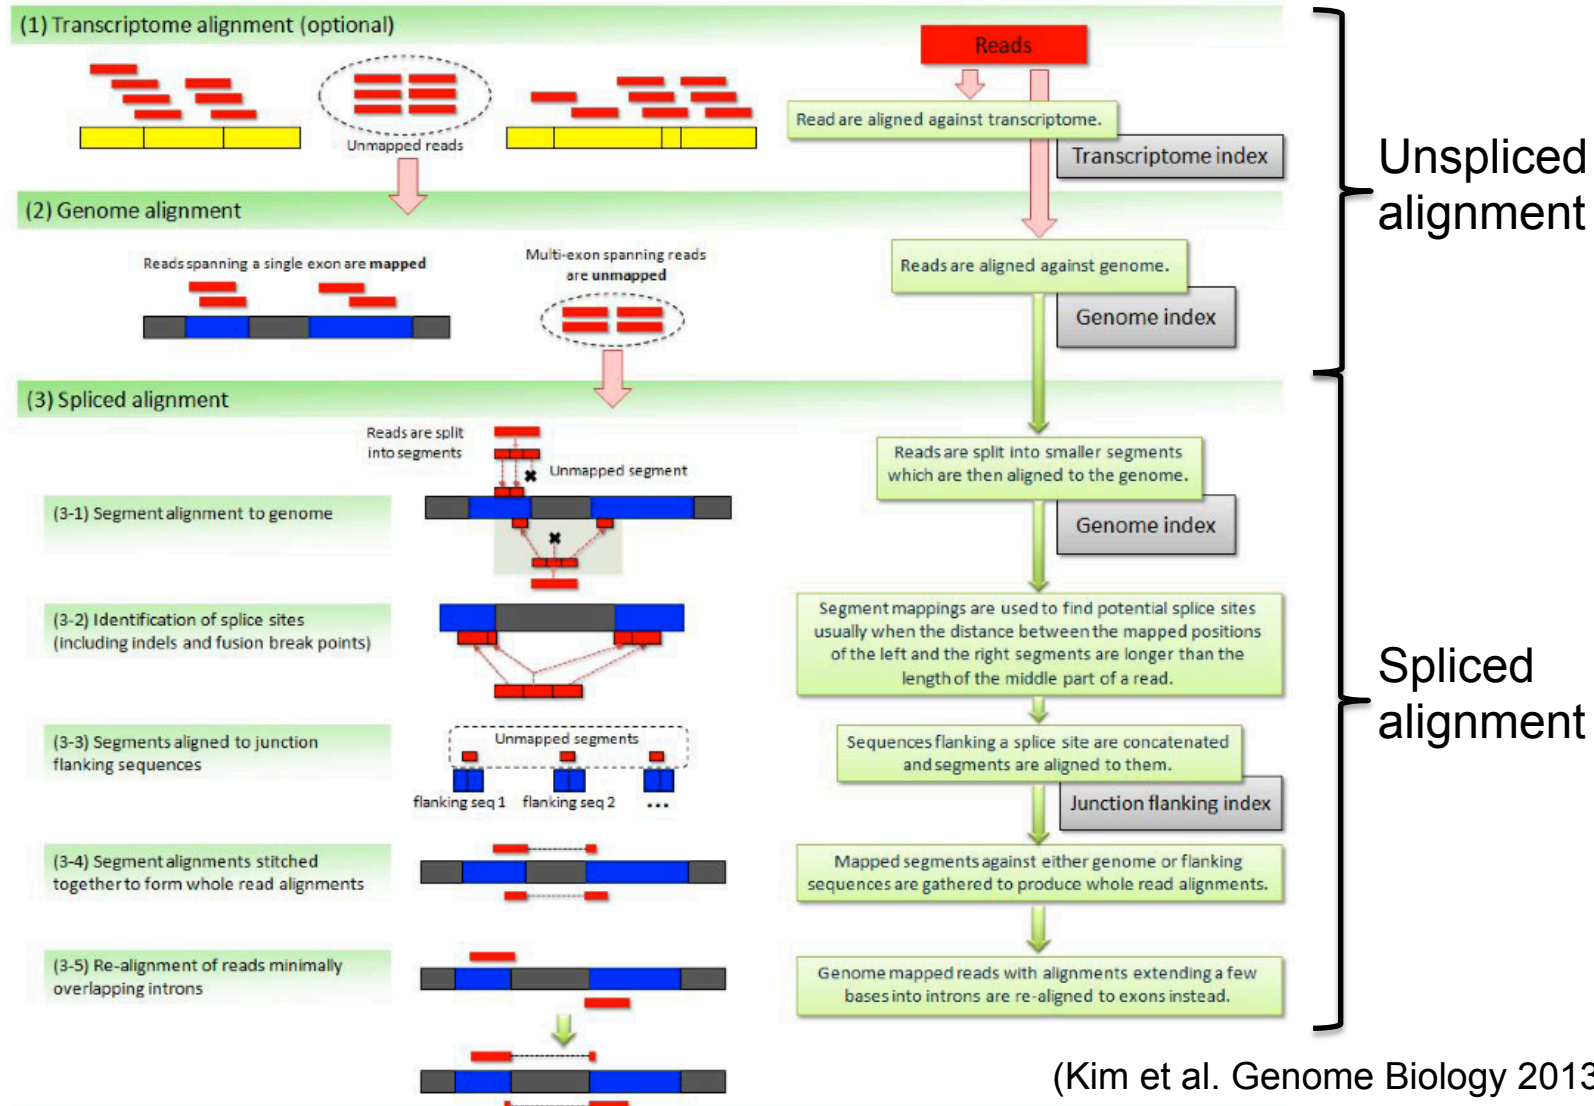 (1) Transcriptome alignment (optional)
Unmapped reads
Reads
Read are aligned against transcriptome.
Transcriptome index
Unspliced
alignment
(2) Genome alignment
Reads spanning a single exon are mapped
Multi-exon spanning reads
are unmapped
Reads are aligned against genome.
Genome index
(3) Spliced alignment
Reads are split
into segments
Unmapped segment
(3-1) Segment alignment to genome
Reads are split into smaller segments
which are then aligned to the genome.
Genome index
(3-2) Identification of splice sites
(including indels and fusion break points)
Segment mappings are used to find potential splice sites
usually when the distance between the mapped positions
of the left and the right segments are longer than the
length of the middle part of a read.
Spliced
alignment
(3-3) Segments aligned to junction
flanking sequences
Unmapped segments
flanking seq 1 flanking seq 2 ...
Sequences flanking a splice site are concatenated
and segments are aligned to them.
Junction flanking index
(3-4) Segment alignments stitched
together to form whole read alignments
Mapped segments against either genome or flanking
sequences are gathered to produce whole read alignments.
(3-5) Re-alignment of reads minimally
overlapping introns
Genome mapped reads with alignments extending a few
bases into introns are re-aligned to exons instead.
(Kim et al. Genome Biology 2013